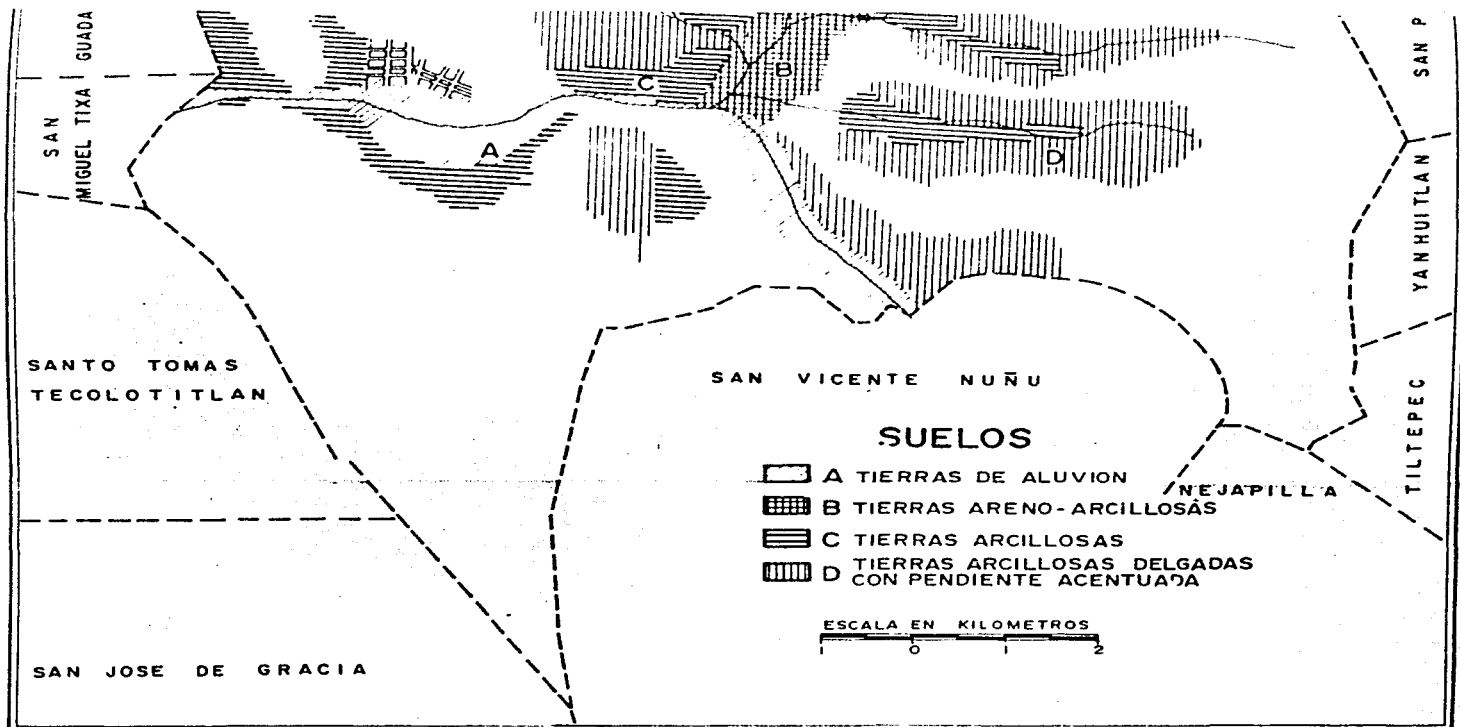 SAN MIGUEL TIXA
GUADA
SAN P
YANHUITLAN
TILTEPEC
A
C
B
D
SANTO TOMAS
TECOLOTITLAN
SAN VICENTE NUÑU
NEJAPILLA
SAN JOSE DE GRACIA
SUELOS
A TIERRAS DE ALUVION
B TIERRAS ARENO-ARCILLOSAS
C TIERRAS ARCILLOSAS
D TIERRAS ARCILLOSAS DELGADAS
CON PENDIENTE ACENTUADA
ESCALA EN KILOMETROS
1 0 1 2